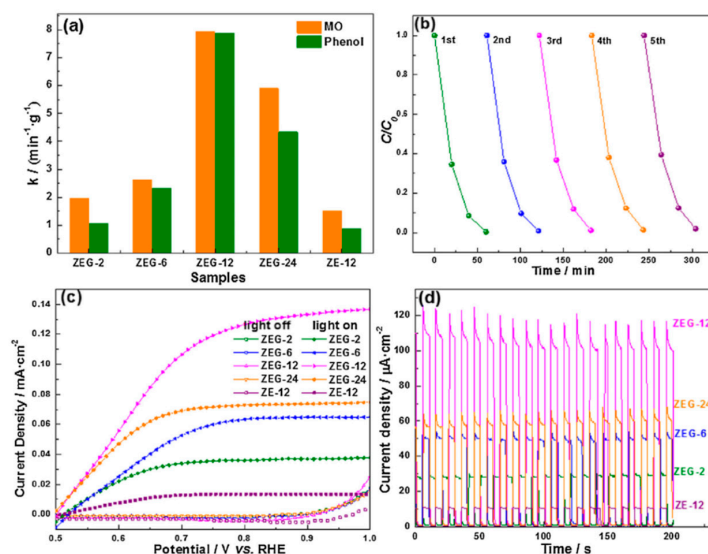 (a)
MO
Phenol
8
7
6
5
4
3
2
1
0
k / (min⁻¹·g⁻¹)
ZEG-2 ZEG-6 ZEG-12 ZEG-24 ZE-12
Samples
(b)
1st 2nd 3rd 4th 5th
1.0
0.8
0.6
0.4
0.2
0.0
C/C₀
0 50 100 150 200 250 300
Time / min
(c)
light off light on
ZEG-2 ZEG-2
ZEG-6 ZEG-6
ZEG-12 ZEG-12
ZEG-24 ZEG-24
ZE-12 ZE-12
0.14
0.12
0.10
0.08
0.06
0.04
0.02
0.00
Current Density / mA·cm⁻²
0.5 0.6 0.7 0.8 0.9 1.0
Potential / V vs. RHE
(d)
120
100
80
60
40
20
0
Current density / μA·cm⁻²
ZEG-12
ZEG-24
ZEG-6
ZEG-2
ZE-12
0 50 100 150 200
Time / s